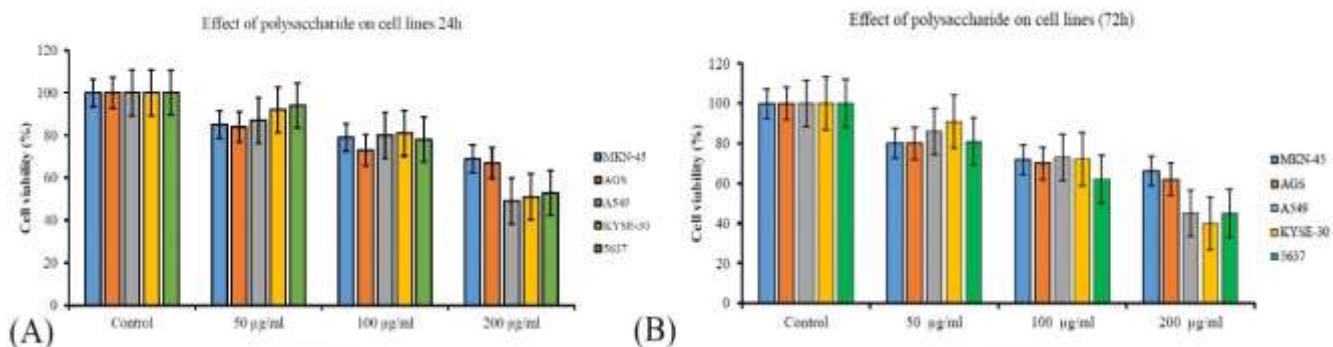 Effect of polysaccharide on cell lines 24h
Cell viability (%)
120
100
80
60
40
20
0
Control
50 µg/ml
100 µg/ml
200 µg/ml
MKN-45
AGS
A549
KYSE-30
5637
(A)
Effect of polysaccharide on cell lines (72h)
Cell viability (%)
120
100
80
60
40
20
0
Control
50 µg/ml
100 µg/ml
200 µg/ml
MKN-45
AGS
A549
KYSE-30
5637
(B)